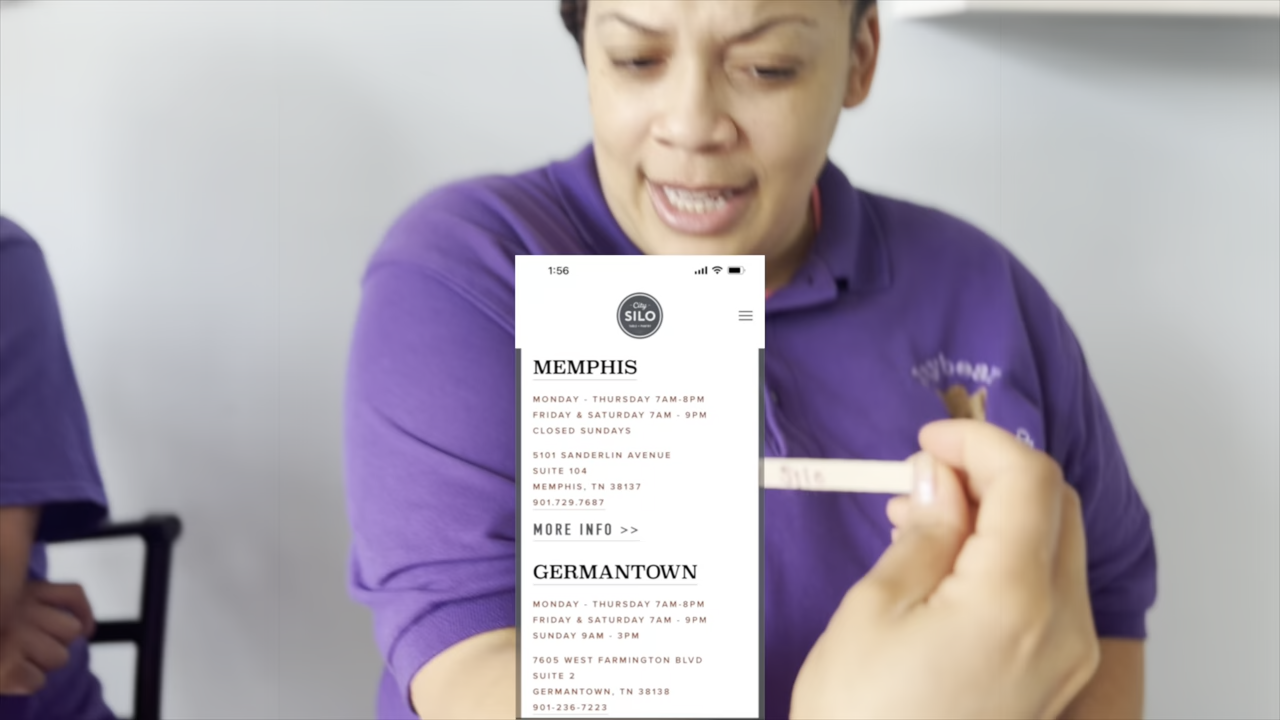 1:56
City
SILO
MEMPHIS
MONDAY - THURSDAY 7AM-8PM
FRIDAY & SATURDAY 7AM - 9PM
CLOSED SUNDAYS
5101 SANDERLIN AVENUE
SUITE 104
MEMPHIS, TN 38137
901.729.7687
MORE INFO >>
GERMANTOWN
MONDAY - THURSDAY 7AM-8PM
FRIDAY & SATURDAY 7AM - 9PM
SUNDAY 9AM - 3PM
7605 WEST FARMINGTON BLVD
SUITE 2
GERMANTOWN, TN 38138
901-236-7223
Silo